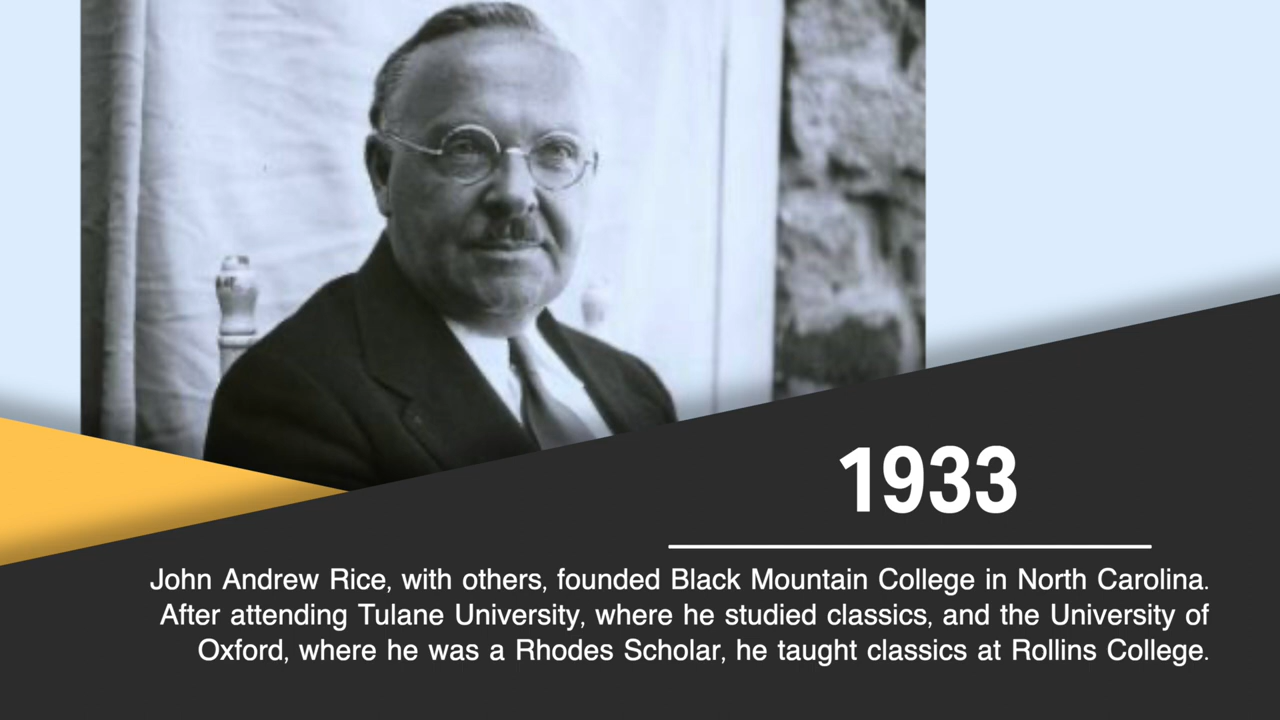 1933
John Andrew Rice, with others, founded Black Mountain College in North Carolina.
After attending Tulane University, where he studied classics, and the University of
Oxford, where he was a Rhodes Scholar, he taught classics at Rollins College.